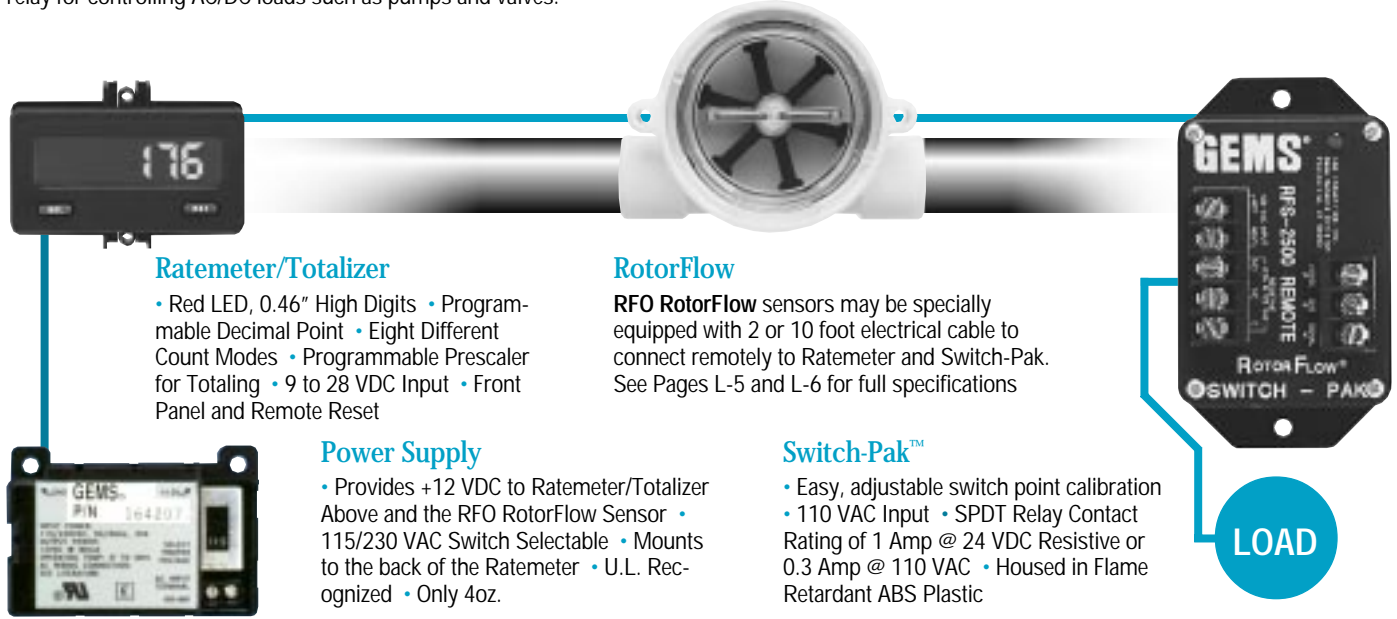 relay for controlling AC/DC loads such as pumps and valves.
176
GEMS®
RFS-2500 REMOTE
ROTOR FLOW®
SWITCH - PAK
Ratemeter/Totalizer
• Red LED, 0.46" High Digits • Program-
mable Decimal Point • Eight Different
Count Modes • Programmable Prescaler
for Totaling • 9 to 28 VDC Input • Front
Panel and Remote Reset
RotorFlow
RFO RotorFlow sensors may be specially
equipped with 2 or 10 foot electrical cable to
connect remotely to Ratemeter and Switch-Pak.
See Pages L-5 and L-6 for full specifications
GEMS
P/N 164207
Power Supply
• Provides +12 VDC to Ratemeter/Totalizer
Above and the RFO RotorFlow Sensor •
115/230 VAC Switch Selectable • Mounts
to the back of the Ratemeter • U.L. Rec-
ognized • Only 4oz.
Switch-Pak™
• Easy, adjustable switch point calibration
• 110 VAC Input • SPDT Relay Contact
Rating of 1 Amp @ 24 VDC Resistive or
0.3 Amp @ 110 VAC • Housed in Flame
Retardant ABS Plastic
LOAD